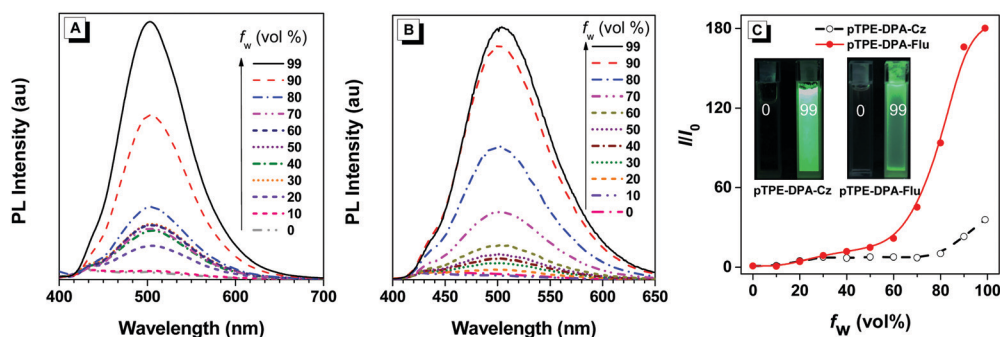 A
f_w (vol %)
99
90
80
70
60
50
40
30
20
10
0
PL Intensity (au)
400 500 600 700
Wavelength (nm)
B
f_w (vol %)
99
90
80
70
60
50
40
30
20
10
0
PL Intensity (au)
400 450 500 550 600 650
Wavelength (nm)
C
pTPE-DPA-Cz
pTPE-DPA-Flu
0 99 0 99
pTPE-DPA-Cz pTPE-DPA-Flu
I/I_0
180
120
60
0
0 20 40 60 80 100
f_w (vol%)